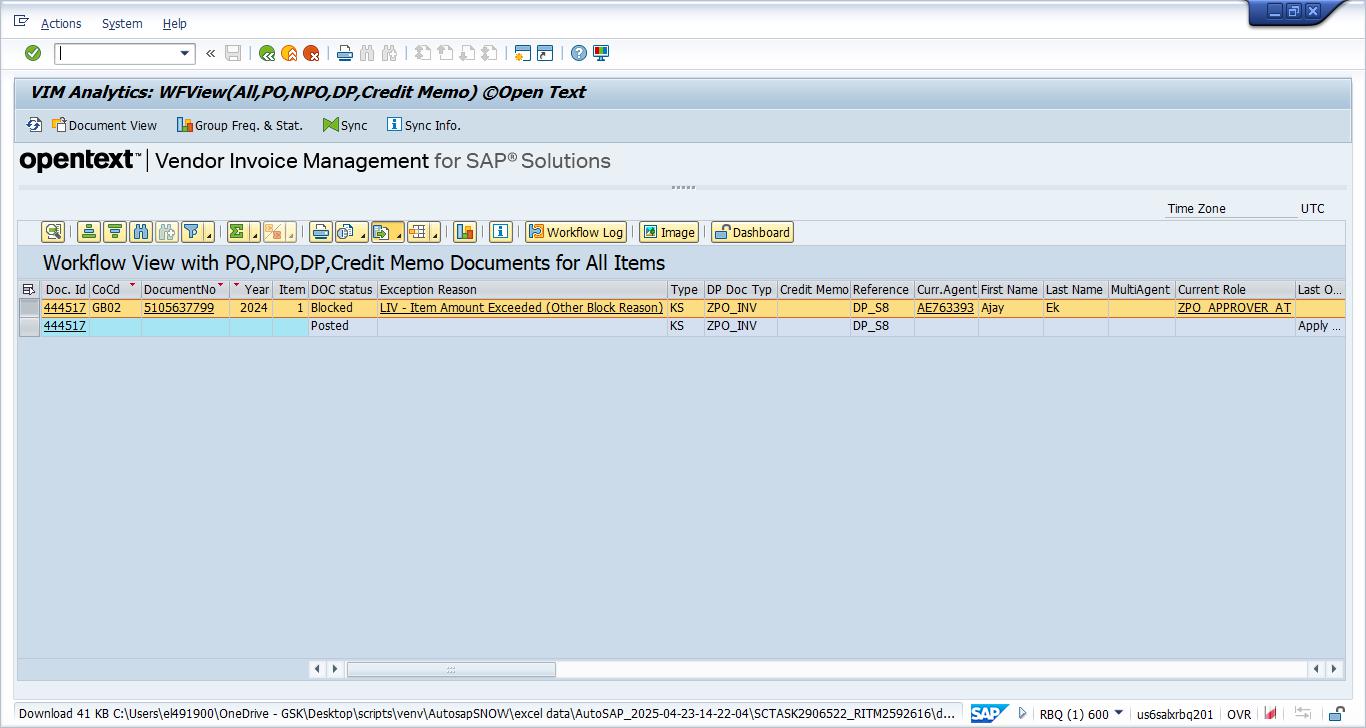 Actions System Help
VIM Analytics: WFView(All,PO,NPO,DP,Credit Memo) ©Open Text
Document View Group Freq. & Stat. Sync Sync Info.
opentext™ | Vendor Invoice Management for SAP® Solutions
Time Zone UTC
Workflow Log Image Dashboard
Workflow View with PO,NPO,DP,Credit Memo Documents for All Items
Doc. Id CoCd DocumentNo Year Item DOC status Exception Reason Type DP Doc Typ Credit Memo Reference Curr.Agent First Name Last Name MultiAgent Current Role Last O...
444517 GB02 5105637799 2024 1 Blocked LIV - Item Amount Exceeded (Other Block Reason) KS ZPO_INV DP_S8 AE763393 Ajay Ek ZPO_APPROVER_AT
444517 Posted KS ZPO_INV DP_S8 Apply ...
Download 41 KB C:\Users\el491900\OneDrive - GSK\Desktop\scripts\venv\AutosapSNOW\excel data\AutoSAP_2025-04-23-14-22-04\SCTASK2906522_RITM2592616\d... SAP RBQ (1) 600 us6salxrbq201 OVR